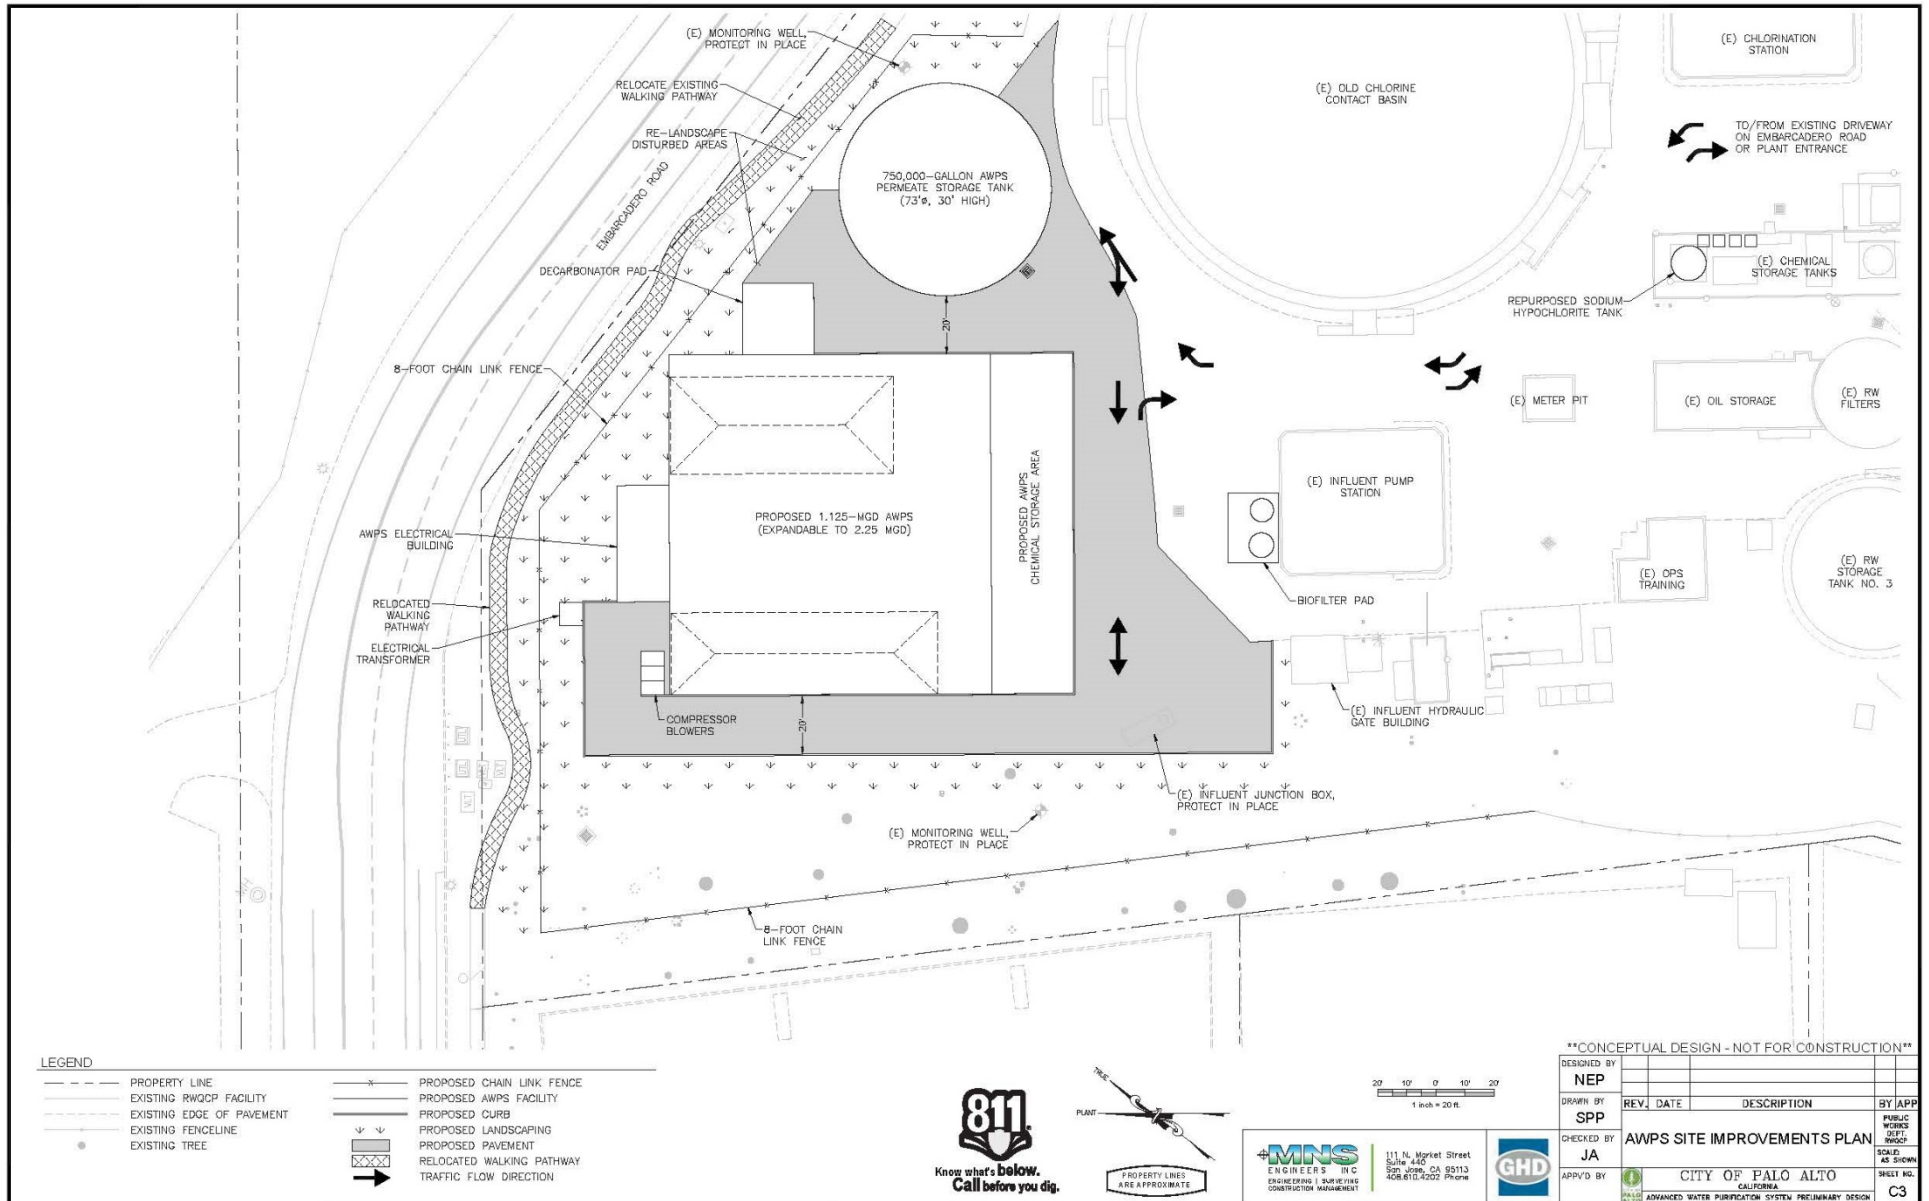 (E) MONITORING WELL,
PROTECT IN PLACE
RELOCATE EXISTING
WALKING PATHWAY
RE-LANDSCAPE
DISTURBED AREAS
EMBARCADERO ROAD
DECARBONATOR PAD
8-FOOT CHAIN LINK FENCE
AWPS ELECTRICAL
BUILDING
RELOCATED
WALKING
PATHWAY
ELECTRICAL
TRANSFORMER
COMPRESSOR
BLOWERS
750,000-GALLON AWPS
PERMEATE STORAGE TANK
(73'ø, 30' HIGH)
20'
PROPOSED 1.125-MGD AWPS
(EXPANDABLE TO 2.25 MGD)
PROPOSED AWPS
CHEMICAL STORAGE AREA
20'
(E) OLD CHLORINE
CONTACT BASIN
(E) CHLORINATION
STATION
TO/FROM EXISTING DRIVEWAY
ON EMBARCADERO ROAD
OR PLANT ENTRANCE
(E) CHEMICAL
STORAGE TANKS
REPURPOSED SODIUM
HYPOCHLORITE TANK
(E) METER PIT
(E) OIL STORAGE
(E) RW
FILTERS
(E) INFLUENT PUMP
STATION
BIOFILTER PAD
(E) OPS
TRAINING
(E) RW
STORAGE
TANK NO. 3
(E) INFLUENT HYDRAULIC
GATE BUILDING
(E) INFLUENT JUNCTION BOX,
PROTECT IN PLACE
(E) MONITORING WELL,
PROTECT IN PLACE
8-FOOT CHAIN
LINK FENCE
VLT
VLT
MH
LEGEND
PROPERTY LINE
EXISTING RWQCP FACILITY
EXISTING EDGE OF PAVEMENT
EXISTING FENCELINE
EXISTING TREE
PROPOSED CHAIN LINK FENCE
PROPOSED AWPS FACILITY
PROPOSED CURB
PROPOSED LANDSCAPING
PROPOSED PAVEMENT
RELOCATED WALKING PATHWAY
TRAFFIC FLOW DIRECTION
811
Know what's below.
Call before you dig.
TRUE
PLANT
PROPERTY LINES
ARE APPROXIMATE
20' 10' 0' 10' 20'
1 inch = 20 ft.
MNS
ENGINEERS INC
ENGINEERING | SURVEYING
CONSTRUCTION MANAGEMENT
111 N. Market Street
Suite 440
San Jose, CA 95113
408.610.4202 Phone
GHD
**CONCEPTUAL DESIGN - NOT FOR CONSTRUCTION**
DESIGNED BY
NEP
DRAWN BY
SPP
CHECKED BY
JA
APPV'D BY
REV. DATE DESCRIPTION BY APP
AWPS SITE IMPROVEMENTS PLAN
PUBLIC
WORKS
DEPT.
RWQCP
SCALE:
AS SHOWN
CITY OF PALO ALTO
CALIFORNIA
ADVANCED WATER PURIFICATION SYSTEM PRELIMINARY DESIGN
SHEET NO.
C3